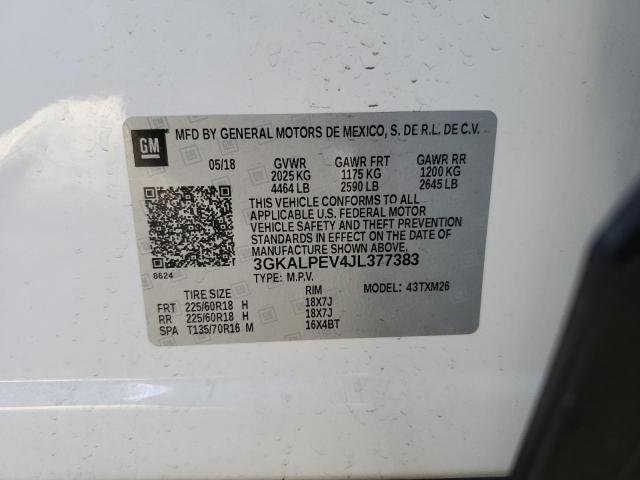 GM MFD BY GENERAL MOTORS DE MEXICO, S. DE R.L. DE C.V.
05/18 GVWR GAWR FRT GAWR RR
2025 KG 1175 KG 1200 KG
4464 LB 2590 LB 2645 LB
THIS VEHICLE CONFORMS TO ALL
APPLICABLE U.S. FEDERAL MOTOR
VEHICLE SAFETY AND THEFT PREVENTION
STANDARDS IN EFFECT ON THE DATE OF
MANUFACTURE SHOWN ABOVE.
3GKALPEV4JL377383
8624 TYPE: M.P.V.
TIRE SIZE RIM MODEL: 43TXM26
FRT 225/60R18 H 18X7J
RR 225/60R18 H 18X7J
SPA T135/70R16 M 16X4BT